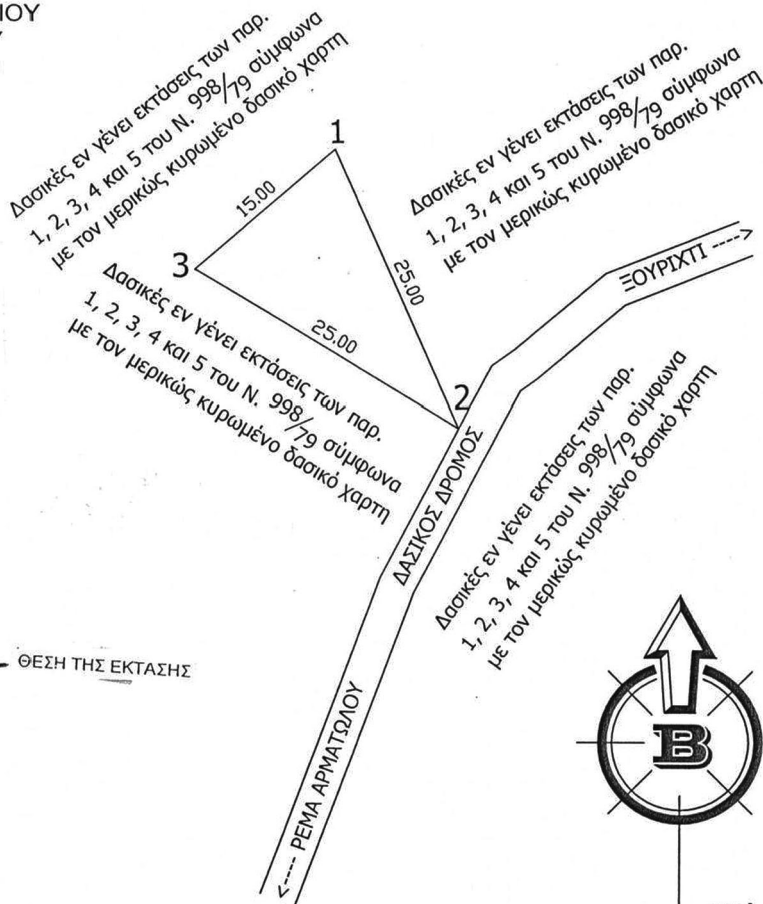 ΙΟΥ
Δασικές εν γένει εκτάσεις των παρ.
1, 2, 3, 4 και 5 του Ν. 998/79 σύμφωνα
με τον μερικώς κυρωμένο δασικό χαρτη
Δασικές εν γένει εκτάσεις των παρ.
1, 2, 3, 4 και 5 του Ν. 998/79 σύμφωνα
με τον μερικώς κυρωμένο δασικό χαρτη
1
15.00
3
25.00
25.00
2
ΞΟΥΡΙΧΤΙ ---->
Δασικές εν γένει εκτάσεις των παρ.
1, 2, 3, 4 και 5 του Ν. 998/79 σύμφωνα
με τον μερικώς κυρωμένο δασικό χαρτη
ΔΑΣΙΚΟΣ ΔΡΟΜΟΣ
Δασικές εν γένει εκτάσεις των παρ.
1, 2, 3, 4 και 5 του Ν. 998/79 σύμφωνα
με τον μερικώς κυρωμένο δασικό χαρτη
ΘΕΣΗ ΤΗΣ ΕΚΤΑΣΗΣ
<---- ΡΕΜΑ ΑΡΜΑΤΩΛΟΥ
Β